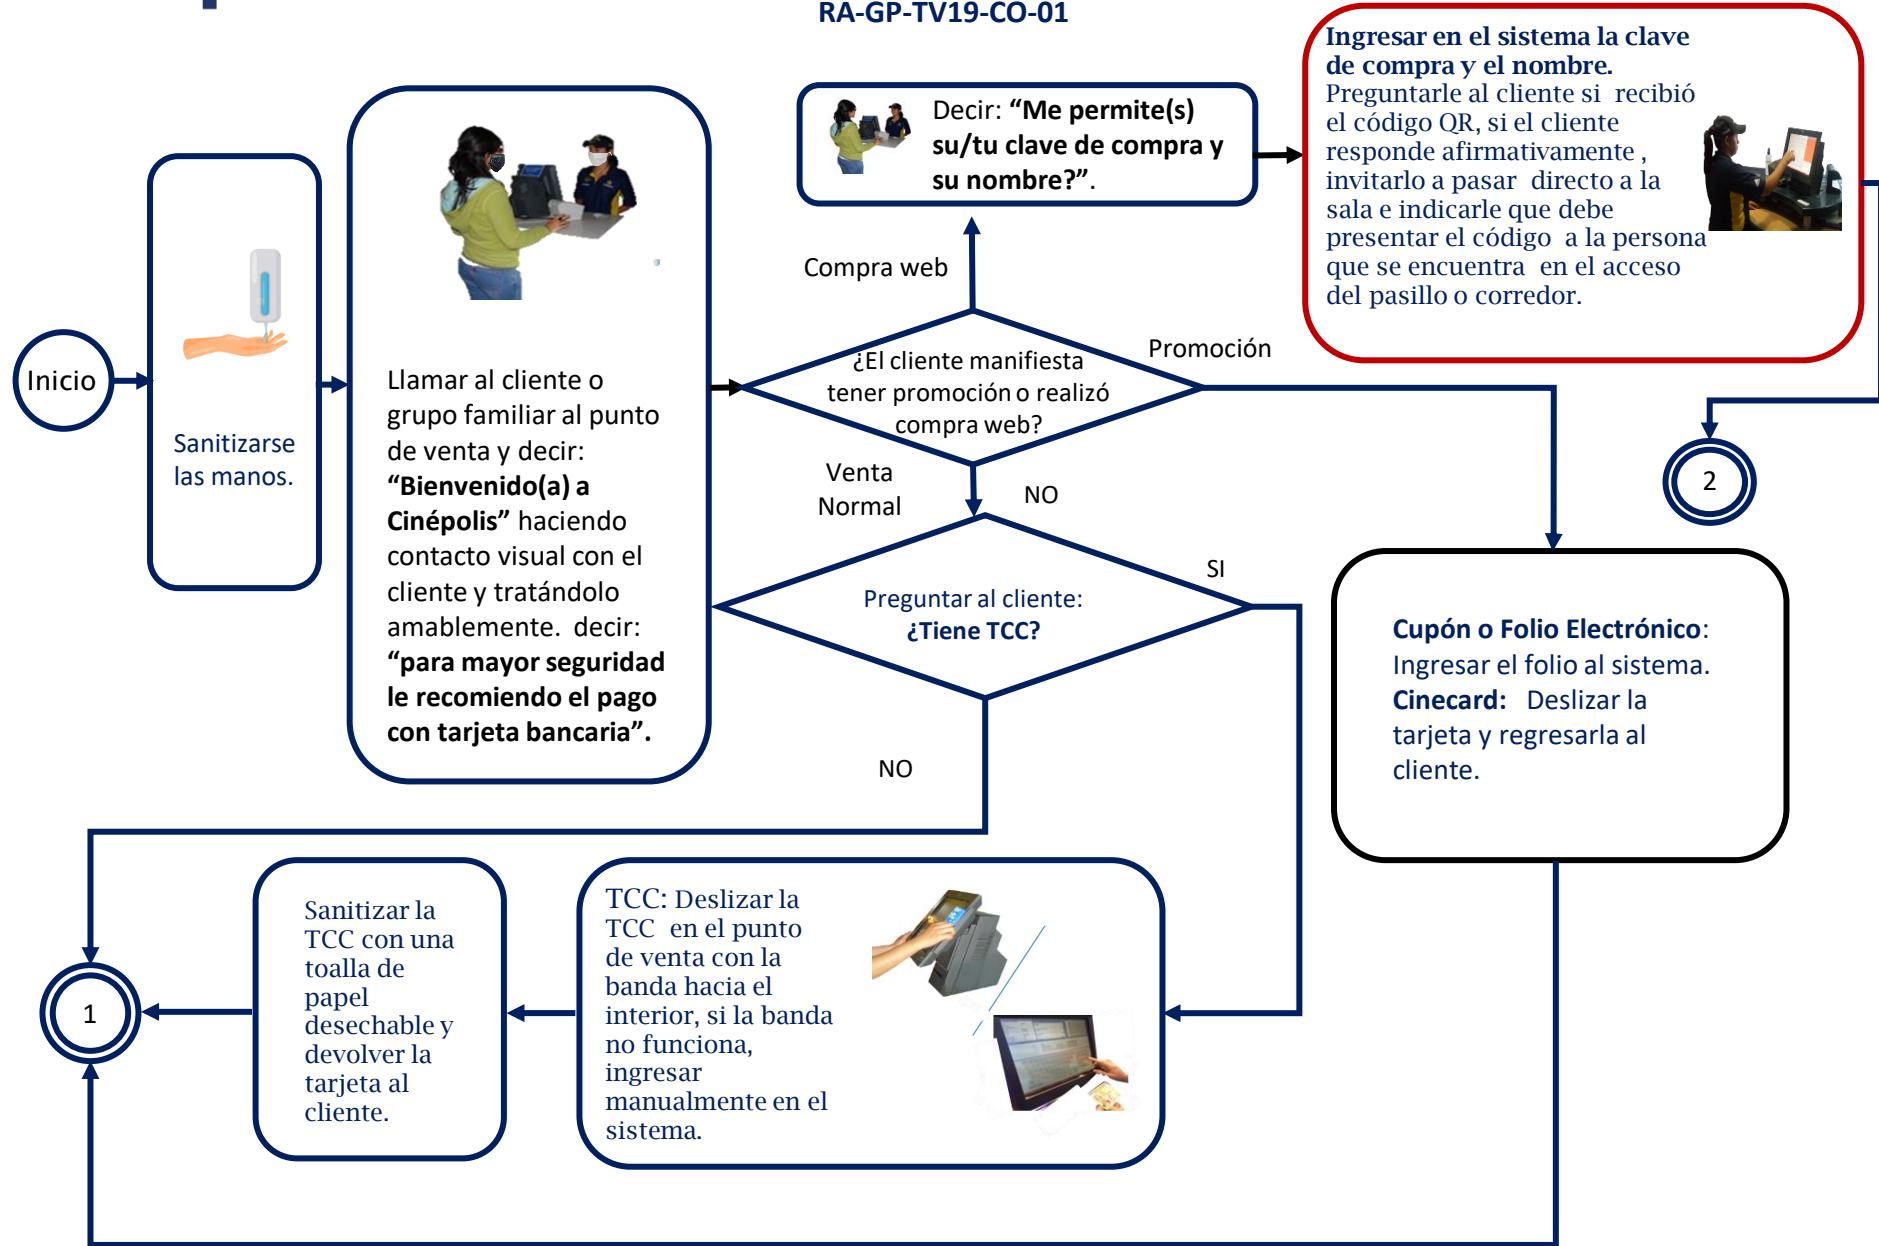 RA-GP-TV19-CO-01
Inicio
Sanitizarse
las manos.
Llamar al cliente o
grupo familiar al punto
de venta y decir:
“Bienvenido(a) a
Cinépolis” haciendo
contacto visual con el
cliente y tratándolo
amablemente. decir:
“para mayor seguridad
le recomiendo el pago
con tarjeta bancaria”.
¿El cliente manifiesta
tener promoción o realizó
compra web?
Compra web
Decir: “Me permite(s)
su/tu clave de compra y
su nombre?”.
Ingresar en el sistema la clave
de compra y el nombre.
Preguntarle al cliente si recibió
el código QR, si el cliente
responde afirmativamente ,
invitarlo a pasar directo a la
sala e indicarle que debe
presentar el código a la persona
que se encuentra en el acceso
del pasillo o corredor.
2
Promoción
Cupón o Folio Electrónico:
Ingresar el folio al sistema.
Cinecard: Deslizar la
tarjeta y regresarla al
cliente.
Venta
Normal
NO
Preguntar al cliente:
¿Tiene TCC?
SI
NO
TCC: Deslizar la
TCC en el punto
de venta con la
banda hacia el
interior, si la banda
no funciona,
ingresar
manualmente en el
sistema.
Sanitizar la
TCC con una
toalla de
papel
desechable y
devolver la
tarjeta al
cliente.
1